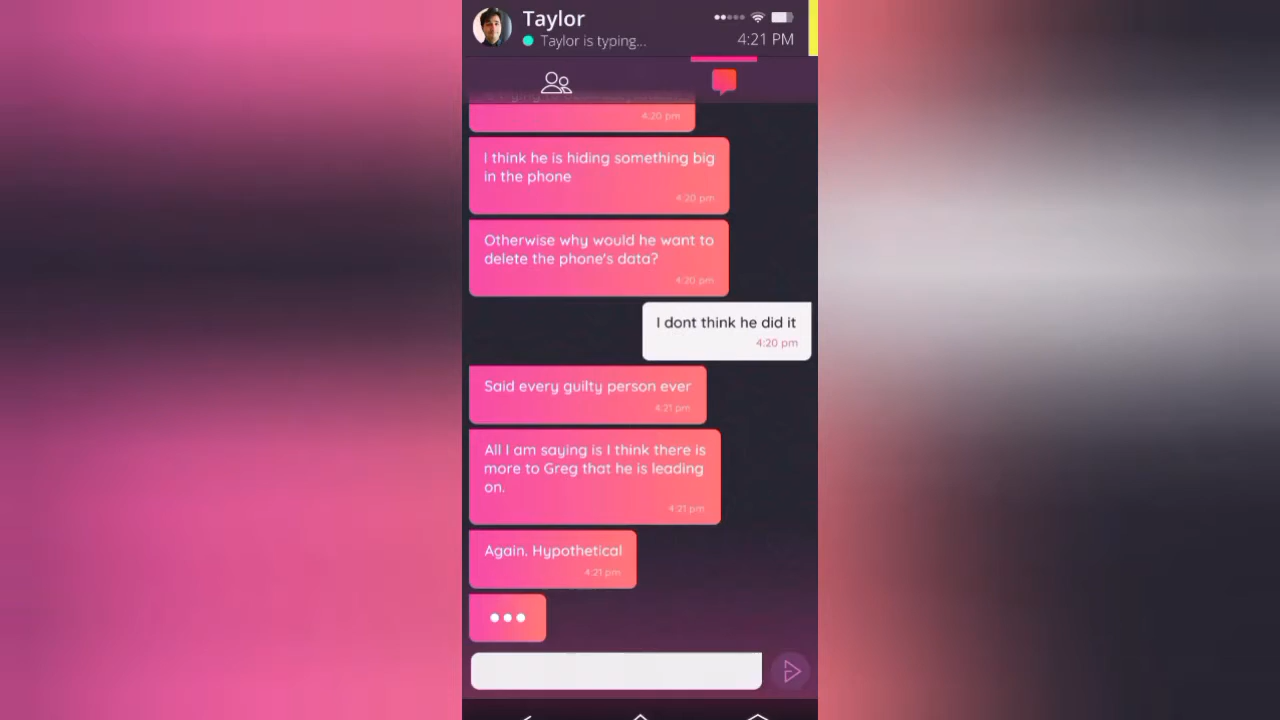 Taylor
Taylor is typing...
4:21 PM
4:20 pm
I think he is hiding something big
in the phone
4:20 pm
Otherwise why would he want to
delete the phone's data?
4:20 pm
I dont think he did it
4:20 pm
Said every guilty person ever
4:21 pm
All I am saying is I think there is
more to Greg that he is leading
on.
4:21 pm
Again. Hypothetical
4:21 pm